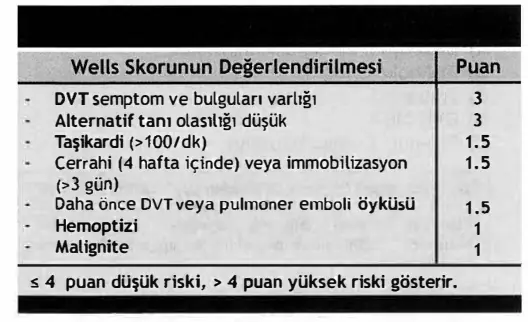 Wells Skorunun Değerlendirilmesi Puan
- DVT semptom ve bulguları varlığı 3
- Alternatif tanı olasılığı düşük 3
- Taşikardi (>100/dk) 1.5
- Cerrahi (4 hafta içinde) veya immobilizasyon 1.5
(>3 gün)
- Daha önce DVT veya pulmoner emboli öyküsü 1.5
- Hemoptizi 1
- Malignite 1
≤ 4 puan düşük riski, > 4 puan yüksek riski gösterir.